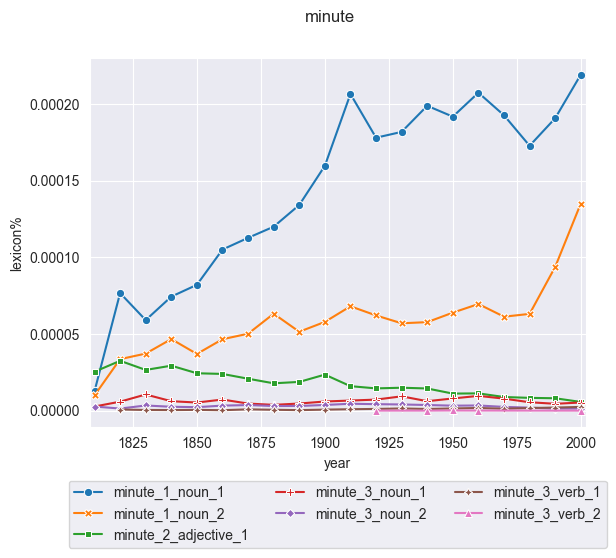 minute
0.00020
0.00015
0.00010
0.00005
0.00000
lexicon%
1825 1850 1875 1900 1925 1950 1975 2000
year
minute_1_noun_1 minute_3_noun_1 minute_3_verb_1
minute_1_noun_2 minute_3_noun_2 minute_3_verb_2
minute_2_adjective_1